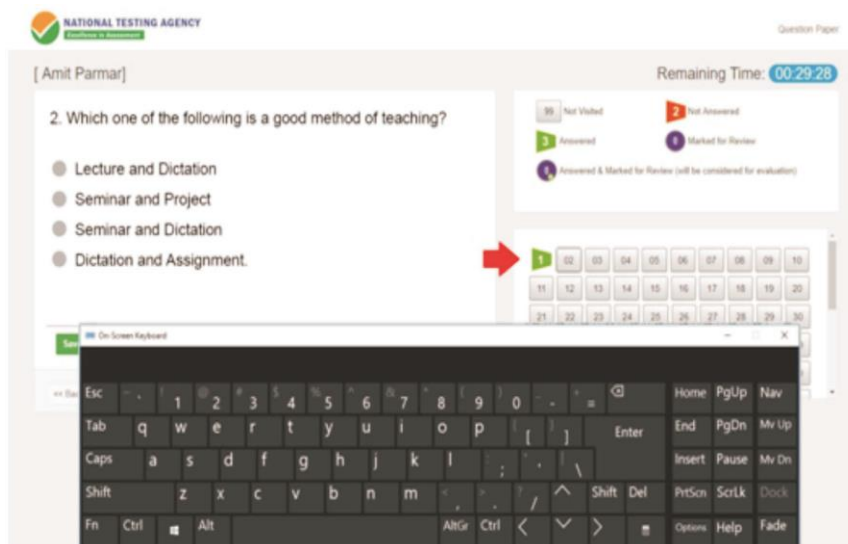 NATIONAL TESTING AGENCY
Excellence in Assessment
Question Paper
[ Amit Parmar]
Remaining Time: 00:29:28
2. Which one of the following is a good method of teaching?
Lecture and Dictation
Seminar and Project
Seminar and Dictation
Dictation and Assignment.
99 Not Visited
2 Not Answered
3 Answered
Marked for Review
Answered & Marked for Review (will be considered for evaluation)
1 02 03 04 05 06 07 08 09 10
11 12 13 14 15 16 17 18 19 20
21 22 23 24 25 26 27 28 29 30
On-Screen Keyboard
Esc 1 2 3 4 5 6 7 8 9 0 - = Home PgUp Nav
Tab q w e r t y u i o p [ ] Enter End PgDn Mv Up
Caps a s d f g h j k l ; ' \ Insert Pause Mv Dn
Shift z x c v b n m , . / Shift Del PrtScn ScrLk Dock
Fn Ctrl Alt AltGr Ctrl Options Help Fade